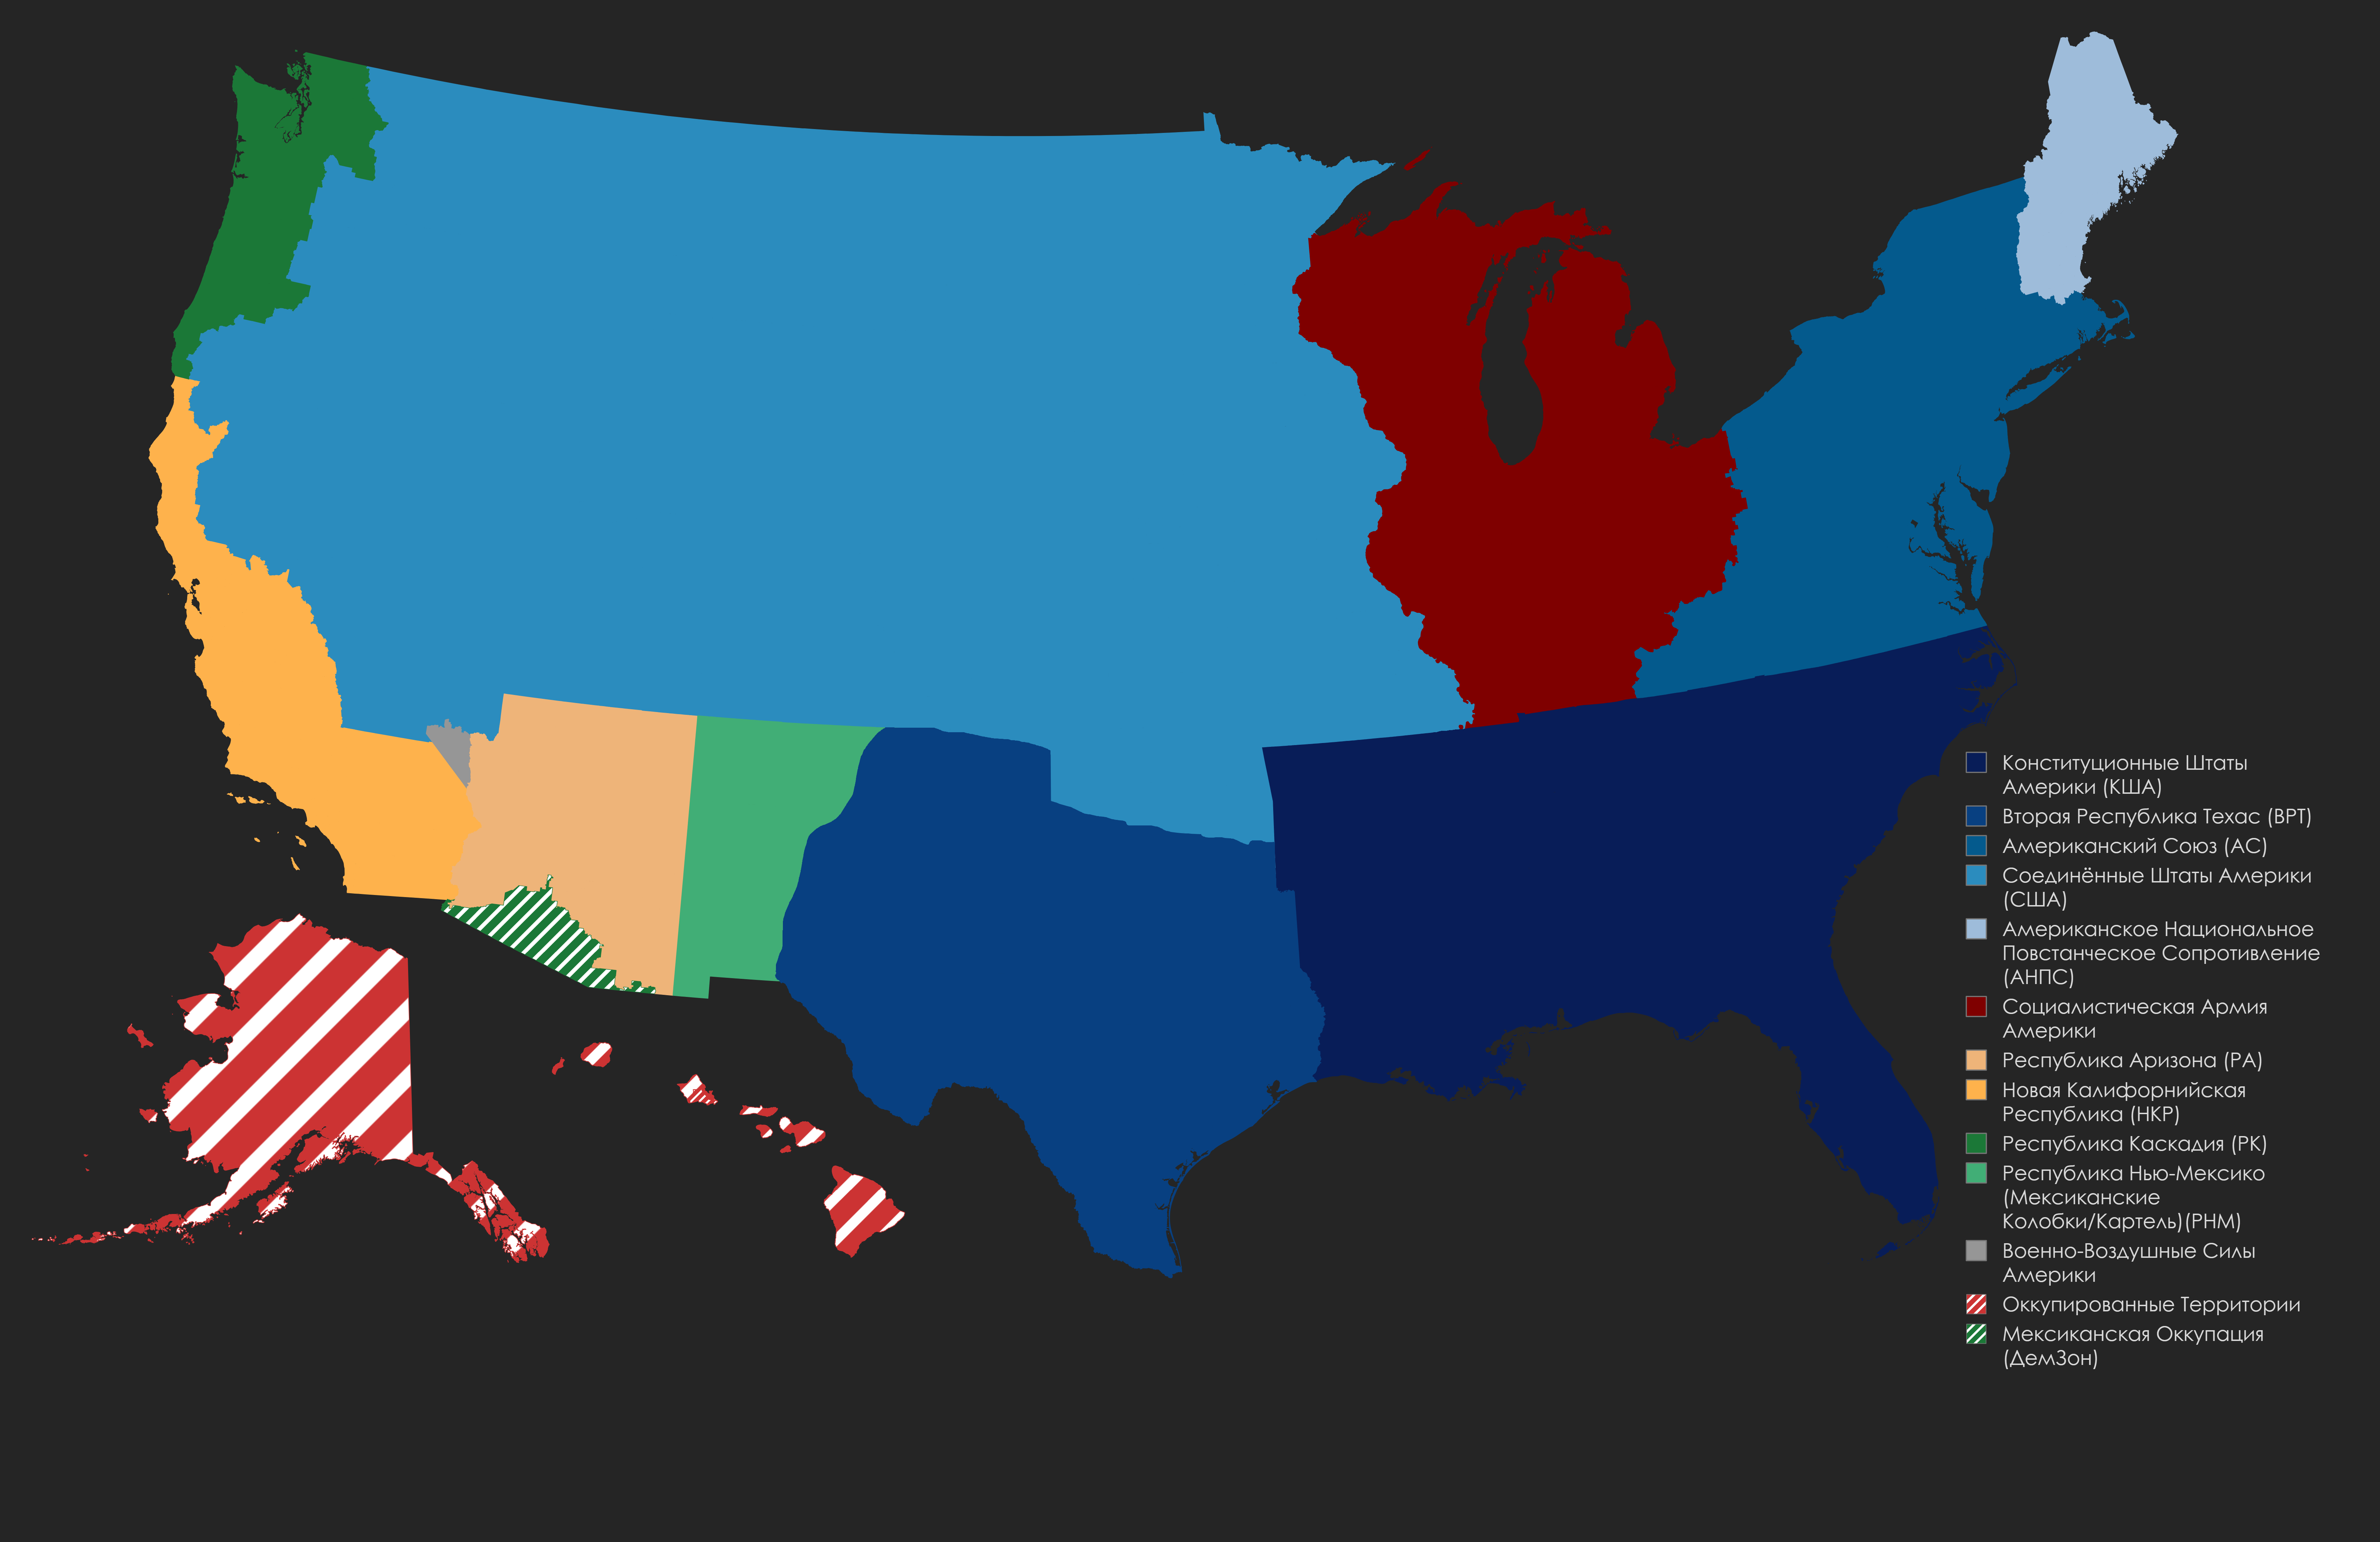 Конституционные Штаты
Америки (КША)
Вторая Республика Техас (ВРТ)
Американский Союз (АС)
Соединённые Штаты Америки
(США)
Американское Национальное
Повстанческое Сопротивление
(АНПС)
Социалистическая Армия
Америки
Республика Аризона (РА)
Новая Калифорнийская
Республика (НКР)
Республика Каскадия (РК)
Республика Нью-Мексико
(Мексиканские
Колобки/Картель)(РНМ)
Военно-Воздушные Силы
Америки
Оккупированные Территории
Мексиканская Оккупация
(ДемЗон)